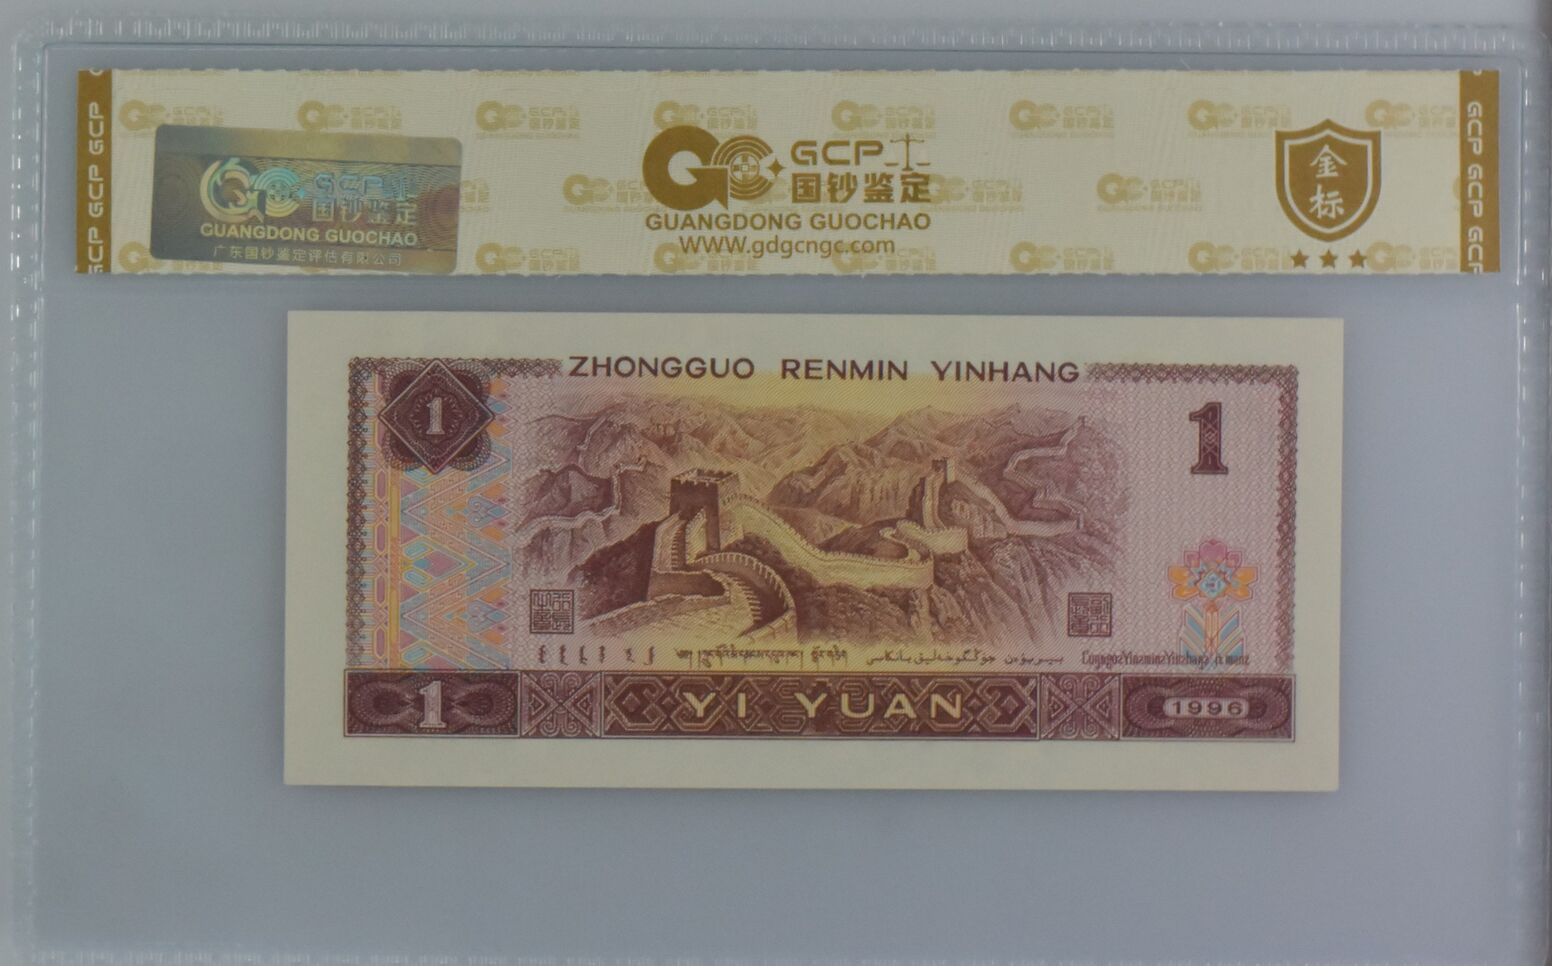 GCP GCP GCP
GCP
国钞鉴定
GUANGDONG GUOCHAO
广东国钞鉴定评估有限公司
GCP
国钞鉴定
GUANGDONG GUOCHAO
WWW.gdgcngc.com
金标
GCP GCP GCP
ZHONGGUO RENMIN YINHANG
1
1
1 YI YUAN 1996